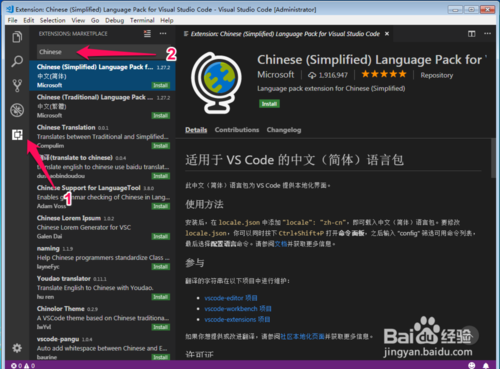 Extension: Chinese (Simplified) Language Pack for Visual Studio Code - Visual Studio Code [Administrator]
File Edit Selection View Go Debug Terminal Help
EXTENSIONS: MARKETPLACE
Chinese
2
1
Chinese (Simplified) Language Pack f... 1.27.2
中文(简体)
Microsoft Install
Chinese (Traditional) Language Pack ... 1.27.2
中文(繁體)
Microsoft Install
Chinese Translation 0.0.1
Translates between Traditional and Simplified...
Compulim Install
翻译(translate to chinese) 0.0.4
translate english to chinese use baidu translat...
Install
Chinese Support for LanguageTool 3.8.0
Enables grammar checking of Chinese in Lang...
Adam Voss Install
Chinese Lorem Ipsum 1.8.2
Chinese Lorem Generator for VSC
Galen Dai Install
naming 1.1.9
Help Chinese programmers standardize Class ...
layneFyc Install
Youdao translator 1.1.1
Translate English to Chinese with Youdao.
hu ren Install
Chinolor Theme 0.2.9
A VSCode theme based on Chinese traditional...
lwYvl Install
vscode-pangu 0.0.4
Auto add whitespace between Chinese and E...
baurine Install
Extension: Chinese (Simplified) Language Pack for Visual Studio Code
Chinese (Simplified) Language Pack for
Microsoft 1,916,947 Repository
Language pack extension for Chinese (Simplified)
Install
Details Contributions Changelog
适用于 VS Code 的中文（简体）语言包
此中文（简体）语言包为 VS Code 提供本地化界面。
使用方法
安装后，在 locale.json 中添加 "locale": "zh-cn"，即可载入中文（简体）语言包。要修改
locale.json，你可以同时按下 Ctrl+Shift+P 打开命令面板，之后输入 "config" 筛选可用命令列表，
最后选择配置语言命令。请参阅文档并获取更多信息。
参与
翻译的字符串在以下项目中进行维护：
vscode-editor 项目
vscode-workbench 项目
vscode-extensions 项目
如果你想提供或改进翻译，请参阅社区本地化页面并获取更多信息。
许可证
Baidu 经验
jingyan.baidu.com
0 0